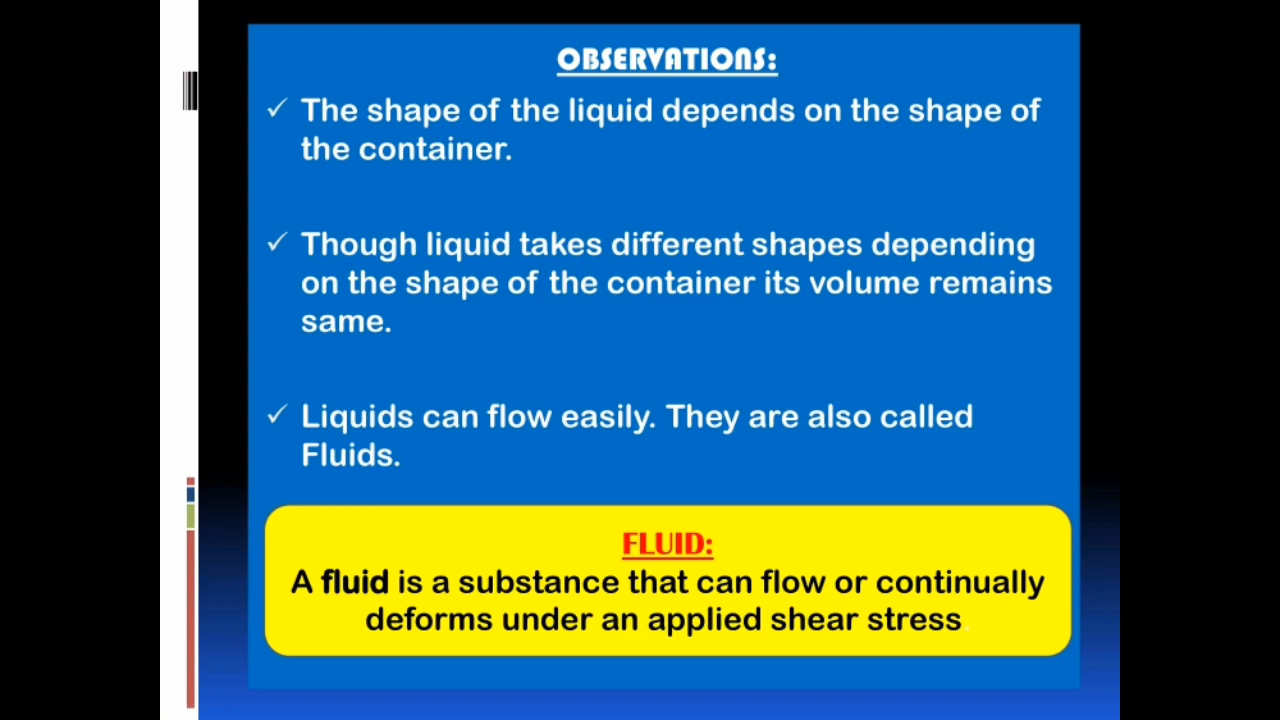 OBSERVATIONS:
✓ The shape of the liquid depends on the shape of
the container.
✓ Though liquid takes different shapes depending
on the shape of the container its volume remains
same.
✓ Liquids can flow easily. They are also called
Fluids.
FLUID:
A fluid is a substance that can flow or continually
deforms under an applied shear stress.